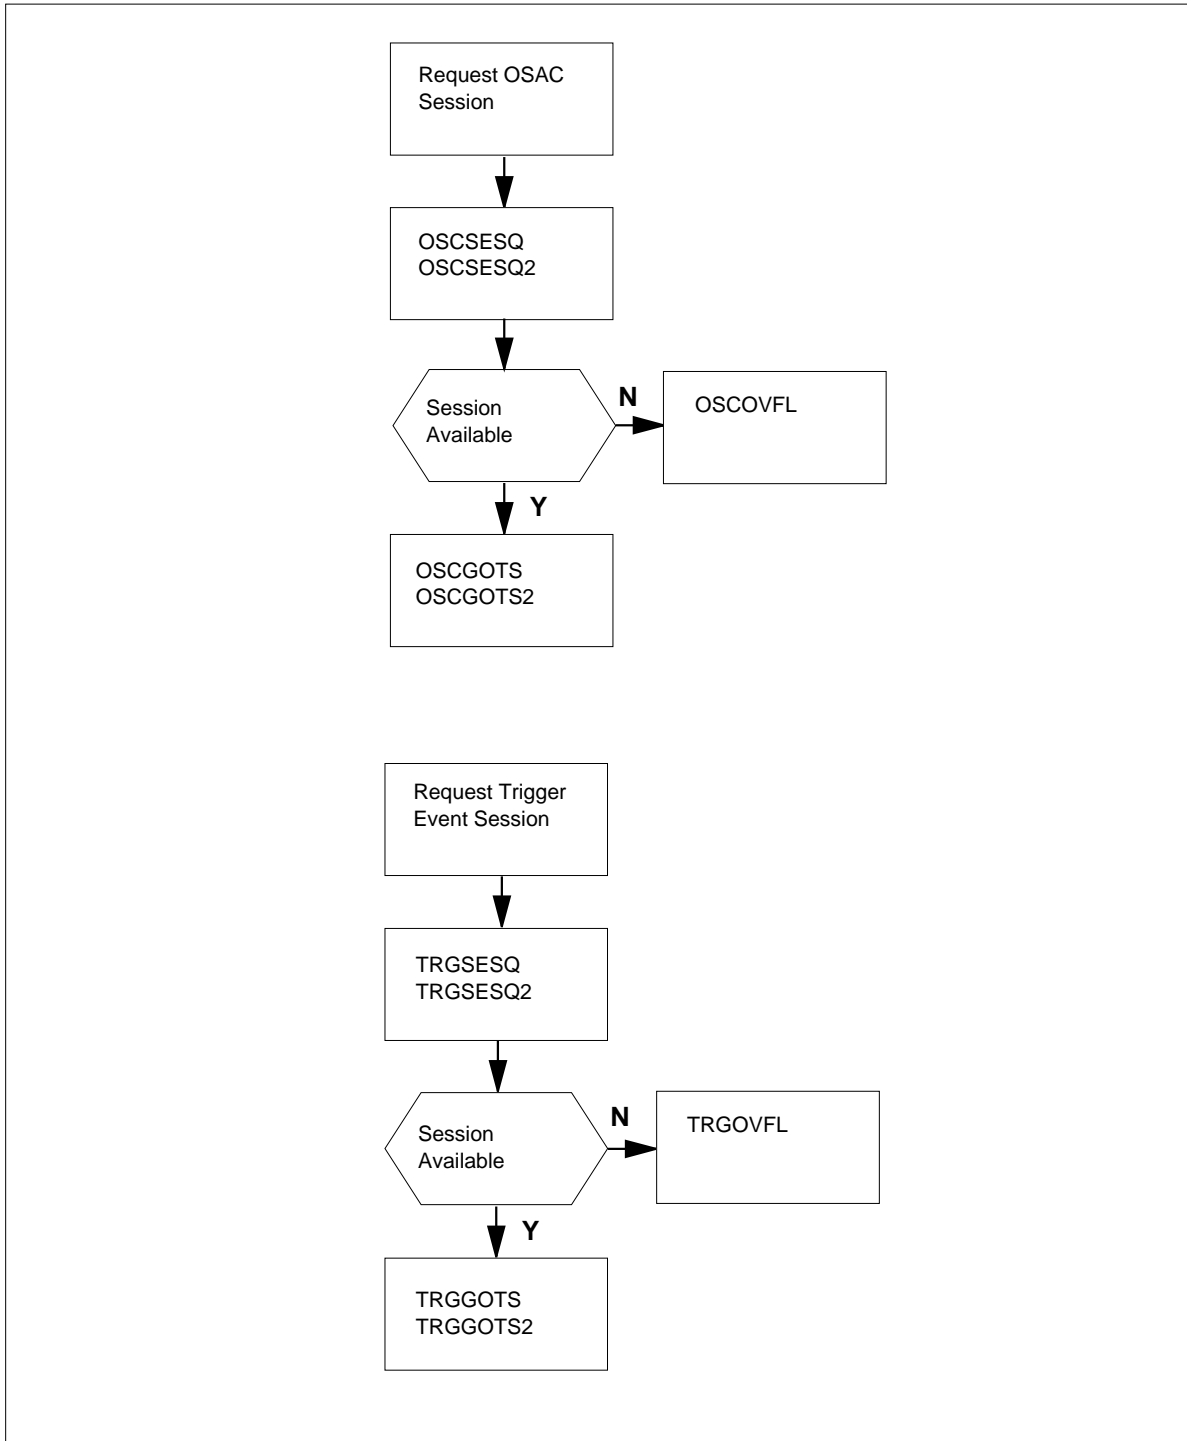 Request OSAC
Session
OSCSESQ
OSCSESQ2
Session
Available
N
OSCOVFL
Y
OSCGOTS
OSCGOTS2
Request Trigger
Event Session
TRGSESQ
TRGSESQ2
Session
Available
N
TRGOVFL
Y
TRGGOTS
TRGGOTS2